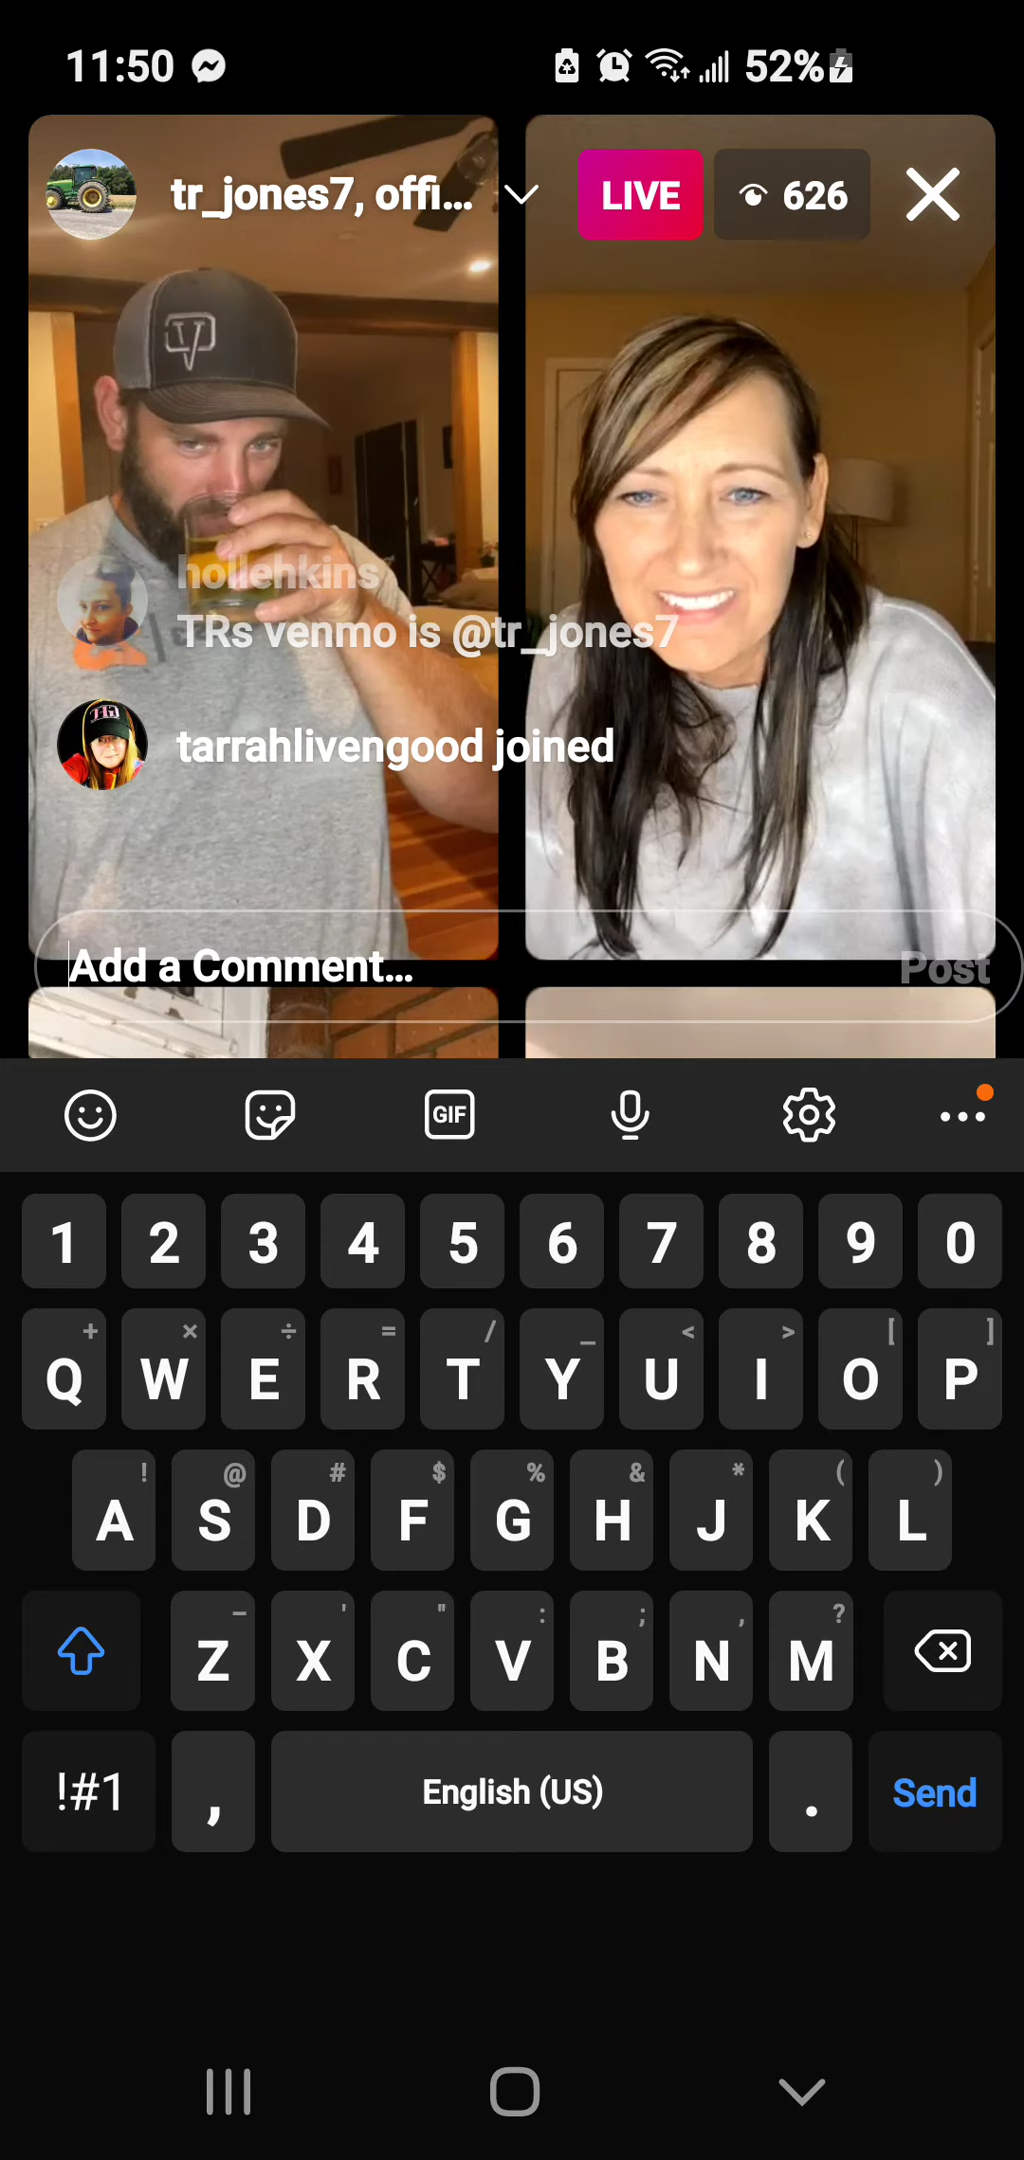 11:50
52%
tr_jones7, offi...
LIVE
626
hollehkins
TRs venmo is @tr_jones7
tarrahlivengood joined
Add a Comment...
Post
GIF
1 2 3 4 5 6 7 8 9 0
+ × ÷ = / _ < > [ ]
Q W E R T Y U I O P
! @ # $ % & * ( )
A S D F G H J K L
- ' " : ; , ?
Z X C V B N M
!#1 , English (US) . Send